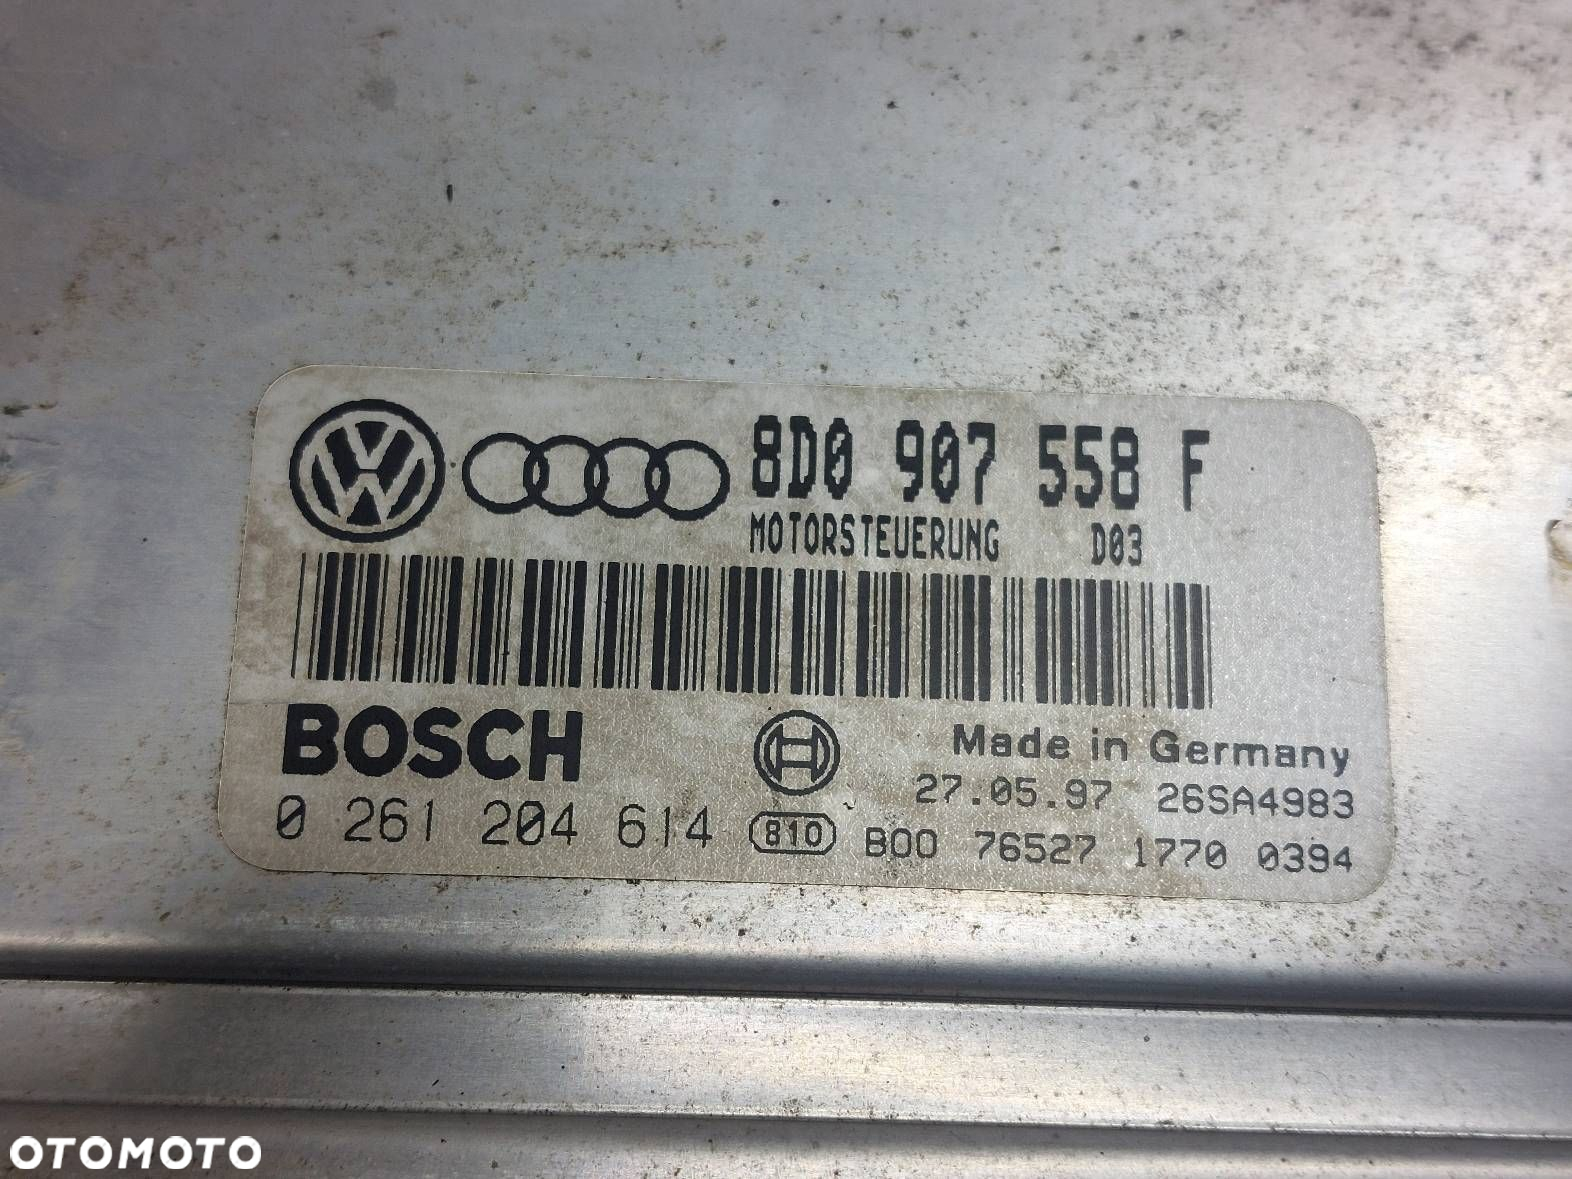 8D0 907 558 F
MOTORSTEUERUNG D03
BOSCH
Made in Germany
27.05.97 26SA4983
0 261 204 614 810 B00 76527 1770 0394
OTOMOTO